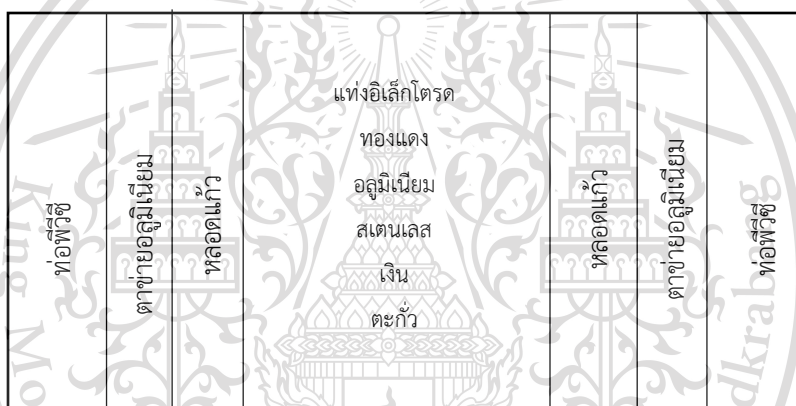 ท่อพีวีซี
ตาข่ายอลูมิเนียม
หลอดแก้ว
แท่งอิเล็กโตรด
ทองแดง
อลูมิเนียม
สเตนเลส
เงิน
ตะกั่ว
หลอดแก้ว
ตาข่ายอลูมิเนียม
ท่อพีวีซี
King Mo
dkrabang